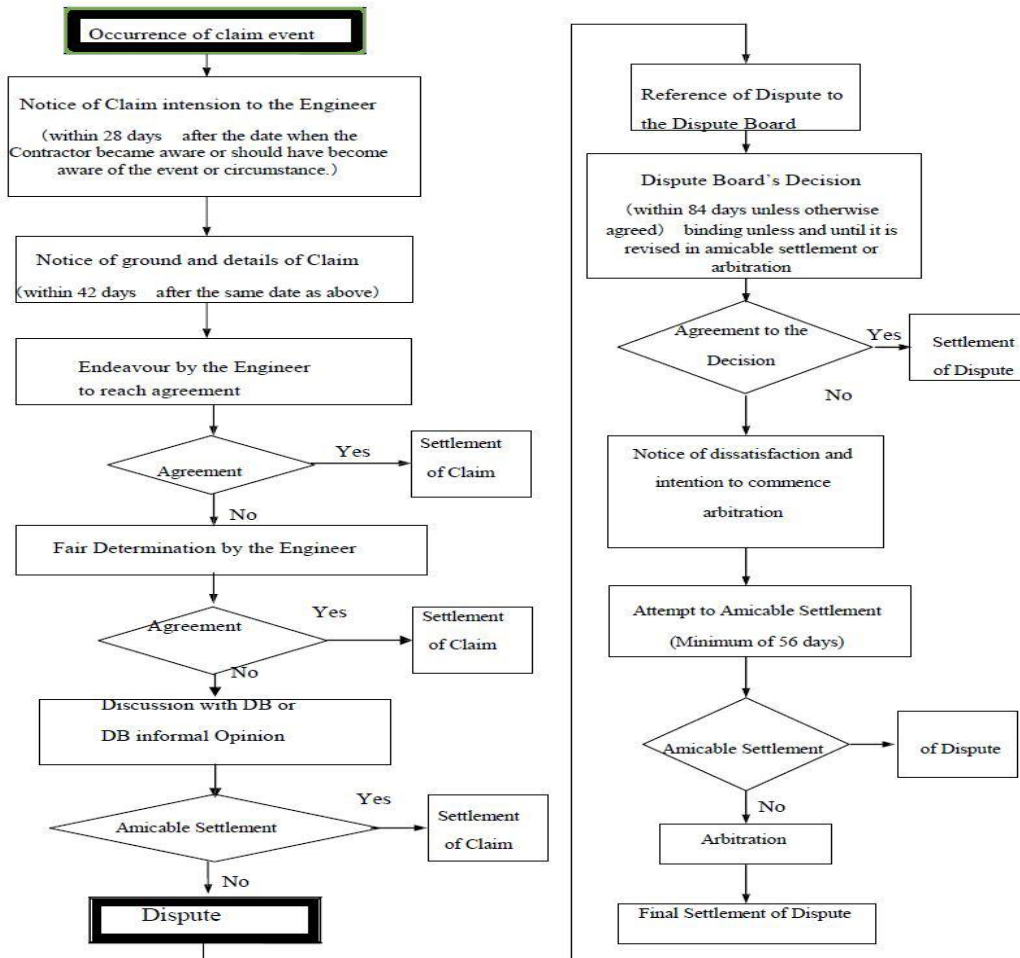 Occurrence of claim event
Notice of Claim intension to the Engineer
(within 28 days after the date when the
Contractor became aware or should have become
aware of the event or circumstance.)
Notice of ground and details of Claim
(within 42 days after the same date as above)
Endeavour by the Engineer
to reach agreement
Agreement
Yes
Settlement
of Claim
No
Fair Determination by the Engineer
Agreement
Yes
Settlement
of Claim
No
Discussion with DB or
DB informal Opinion
Amicable Settlement
Yes
Settlement
of Claim
No
Dispute
Reference of Dispute to
the Dispute Board
Dispute Board's Decision
(within 84 days unless otherwise
agreed) binding unless and until it is
revised in amicable settlement or
arbitration
Agreement to the
Decision
Yes
Settlement
of Dispute
No
Notice of dissatisfaction and
intention to commence
arbitration
Attempt to Amicable Settlement
(Minimum of 56 days)
Amicable Settlement
of Dispute
No
Arbitration
Final Settlement of Dispute